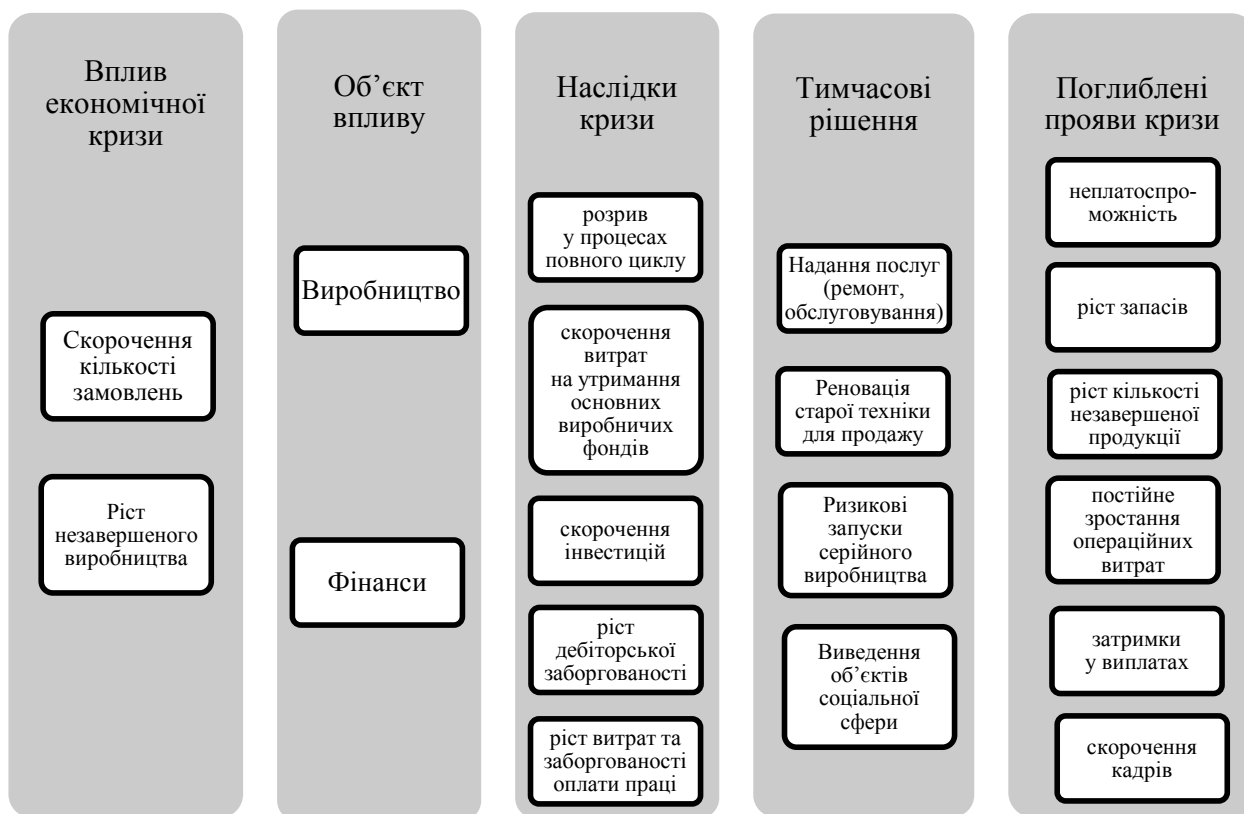 Вплив
економічної
кризи
Скорочення
кількості
замовлень
Ріст
незавершеного
виробництва
Об’єкт
впливу
Виробництво
Фінанси
Наслідки
кризи
розрив
у процесах
повного циклу
скорочення
витрат
на утримання
основних
виробничих
фондів
скорочення
інвестицій
ріст
дебіторської
заборгованості
ріст витрат та
заборгованості
оплати праці
Тимчасові
рішення
Надання послуг
(ремонт,
обслуговування)
Реновація
старої техніки
для продажу
Ризикові
запуски
серійного
виробництва
Виведення
об’єктів
соціальної
сфери
Поглиблені
прояви кризи
неплатоспро-
можність
ріст запасів
ріст кількості
незавершеної
продукції
постійне
зростання
операційних
витрат
затримки
у виплатах
скорочення
кадрів